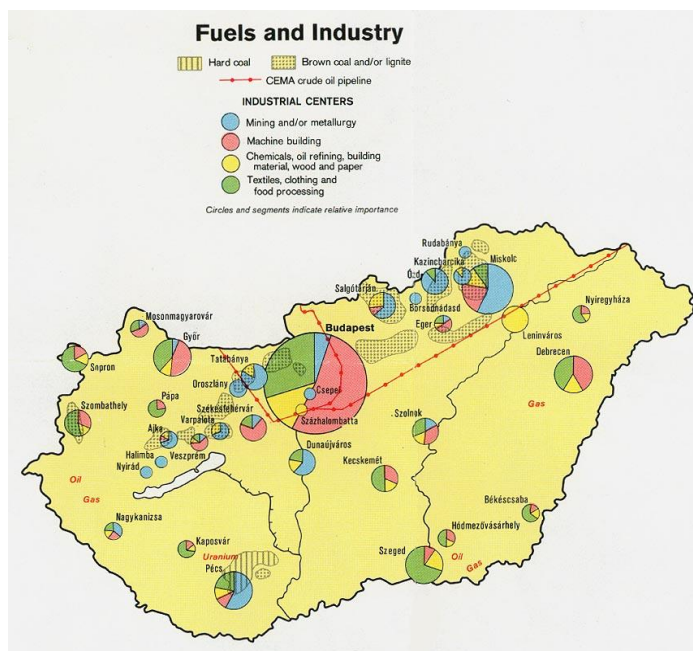 Fuels and Industry
Hard coal
Brown coal and/or lignite
CEMA crude oil pipeline
INDUSTRIAL CENTERS
Mining and/or metallurgy
Machine building
Chemicals, oil refining, building
material, wood and paper
Textiles, clothing and
food processing
Circles and segments indicate relative importance
Rudabánya
Kazincbarcika
Miskolc
Ózd
Salgótarján
Borsodnádasd
Nyíregyháza
Mosonmagyaróvár
Eger
Budapest
Leninváros
Győr
Debrecen
Tatabánya
Snpron
Oroszlány
Csepel
Pápa
Szombathely
Székesfehérvár
Gas
Várpalota
Százhalombatta
Szolnok
Ajka
Veszprém
Dunaújváros
Halimba
Nyirád
Kecskemét
Oil
Gas
Békéscsaba
Nagykanizsa
Hódmezővásárhely
Kaposvár
Uranium
Szeged
Oil
Gas
Pécs